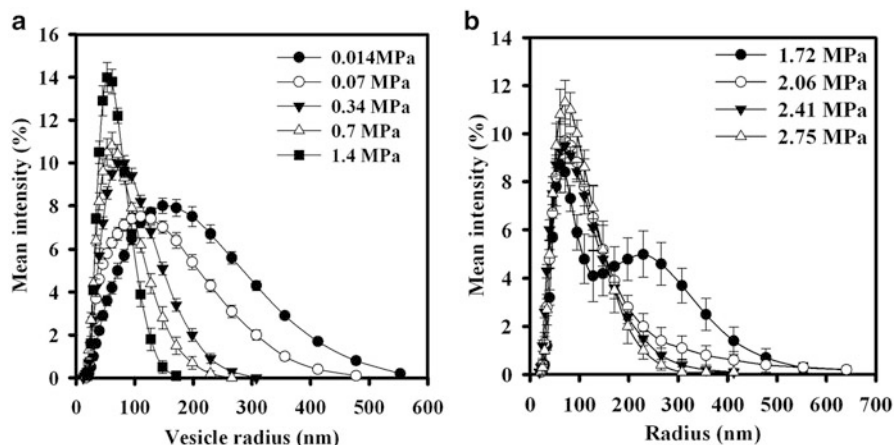 a
Mean intensity (%)
16
14
12
10
8
6
4
2
0
0.014MPa
0.07 MPa
0.34 MPa
0.7 MPa
1.4 MPa
0 100 200 300 400 500 600
Vesicle radius (nm)
b
Mean intensity (%)
14
12
10
8
6
4
2
0
1.72 MPa
2.06 MPa
2.41 MPa
2.75 MPa
0 100 200 300 400 500 600 700
Radius (nm)